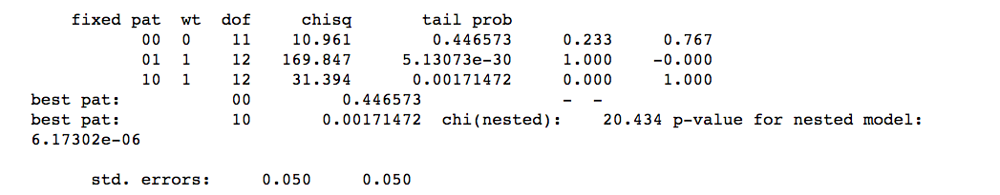 fixed pat wt dof chisq tail prob
00 0 11 10.961 0.446573 0.233 0.767
01 1 12 169.847 5.13073e-30 1.000 -0.000
10 1 12 31.394 0.00171472 0.000 1.000
best pat: 00 0.446573 - -
best pat: 10 0.00171472 chi(nested): 20.434 p-value for nested model:
6.17302e-06
std. errors: 0.050 0.050